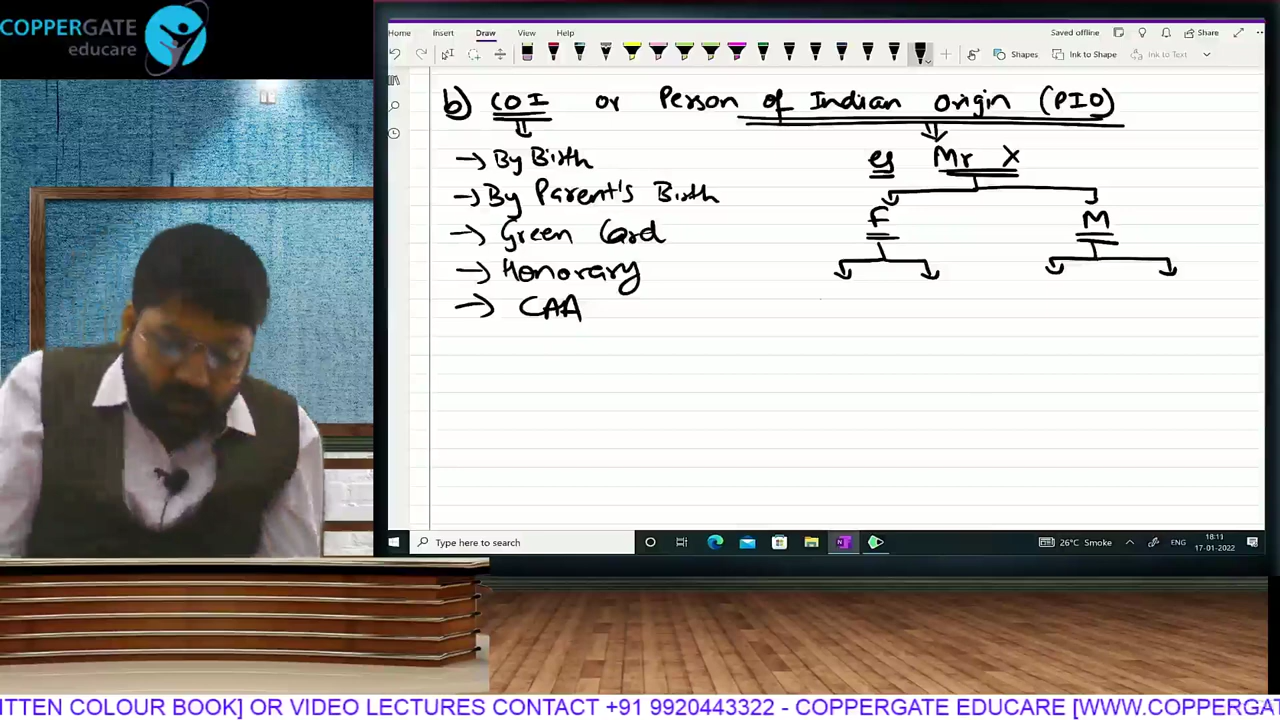 COPPERGATE
educare
Home Insert Draw View Help
Saved offline
Share
Shapes
Ink to Shape
Ink to Text
b) COI or Person of Indian Origin (PIO)
→ By Birth
eg Mr X
→ By Parent's Birth
F M
→ Green Card
→ Honorary
→ CAA
Type here to search
26°C Smoke
ENG
18:11
17-01-2022
ITTEN COLOUR BOOK] OR VIDEO LECTURES CONTACT +91 9920443322 - COPPERGATE EDUCARE [WWW.COPPERGA